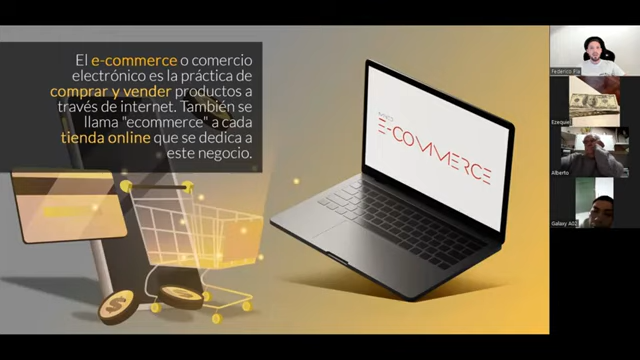 El e-commerce o comercio
electrónico es la práctica de
comprar y vender productos a
través de internet. También se
llama "ecommerce" a cada
tienda online que se dedica a
este negocio.
E-COMMERCE
Federico Fia
Ezequiel
Alberto
Galaxy A02